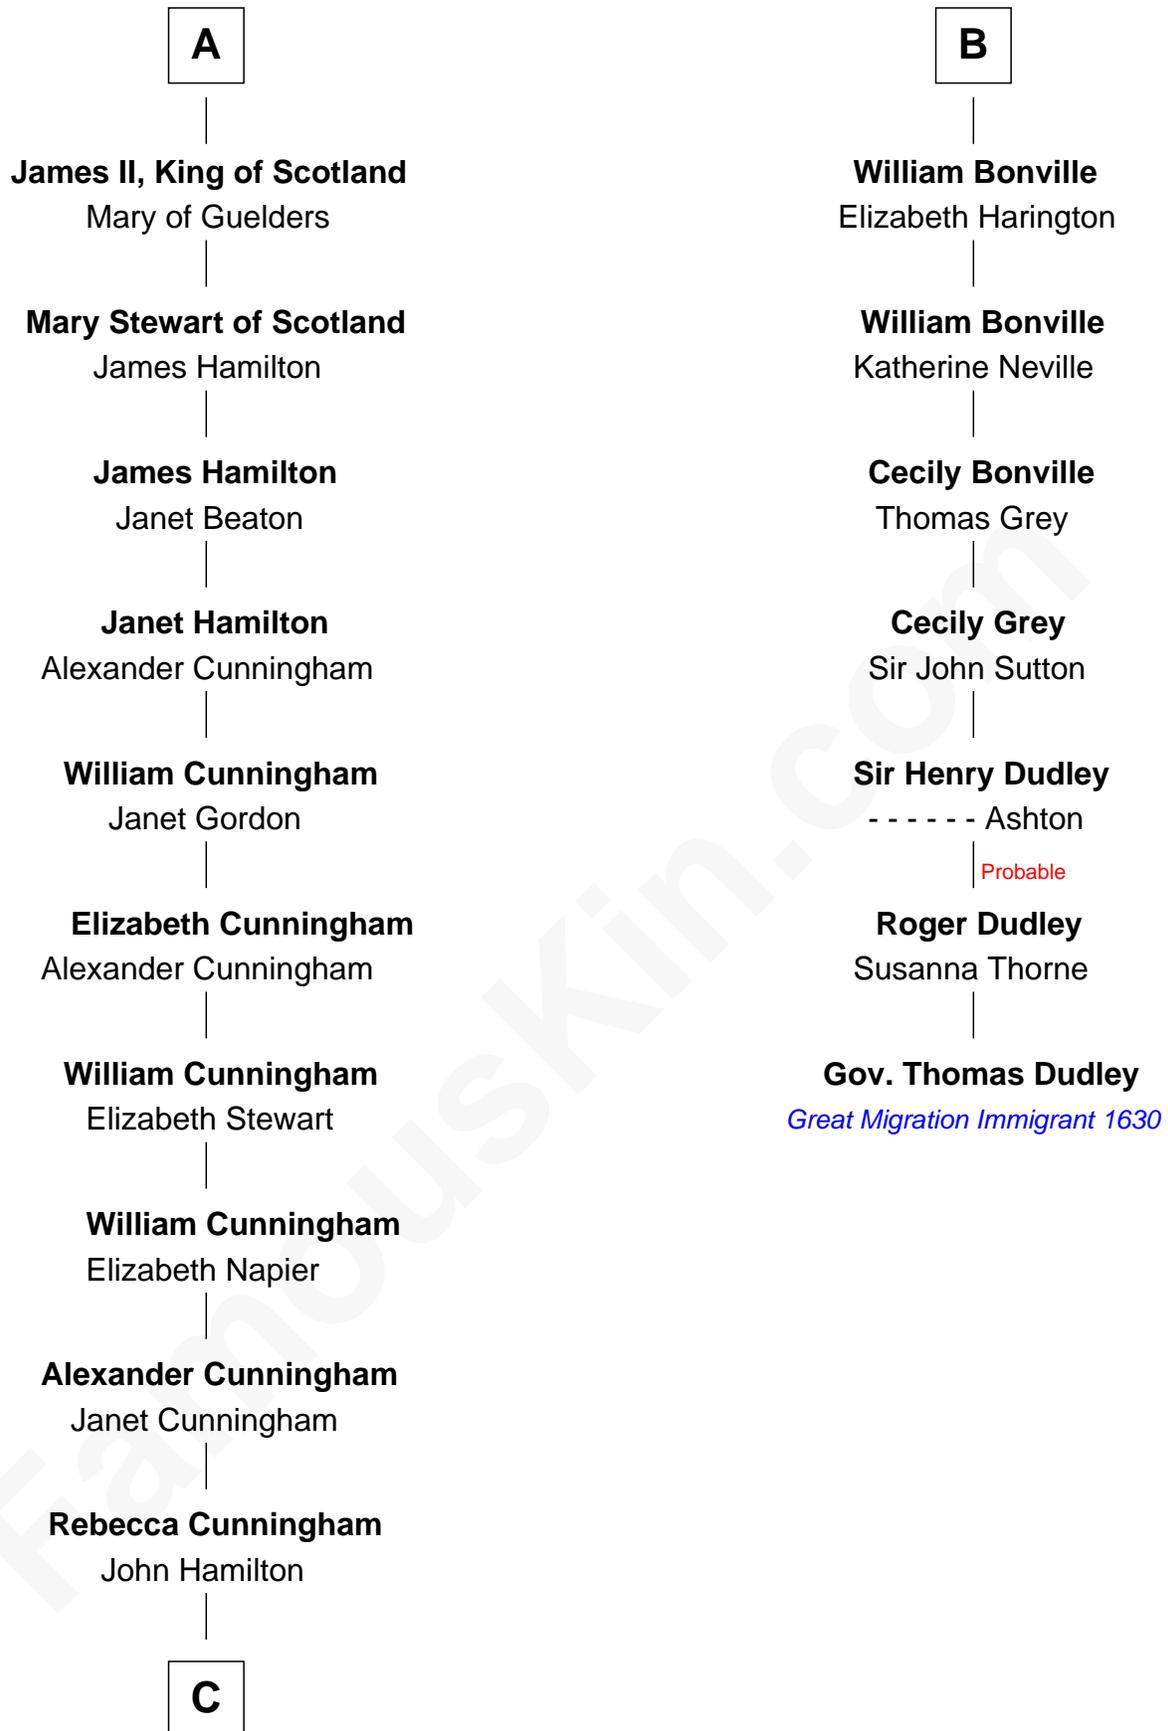 A
James II, King of Scotland
Mary of Guelders
Mary Stewart of Scotland
James Hamilton
James Hamilton
Janet Beaton
Janet Hamilton
Alexander Cunningham
William Cunningham
Janet Gordon
Elizabeth Cunningham
Alexander Cunningham
William Cunningham
Elizabeth Stewart
William Cunningham
Elizabeth Napier
Alexander Cunningham
Janet Cunningham
Rebecca Cunningham
John Hamilton
C
B
William Bonville
Elizabeth Harington
William Bonville
Katherine Neville
Cecily Bonville
Thomas Grey
Cecily Grey
Sir John Sutton
Sir Henry Dudley
- - - - - - Ashton
Probable
Roger Dudley
Susanna Thorne
Gov. Thomas Dudley
Great Migration Immigrant 1630
FamousKin.com